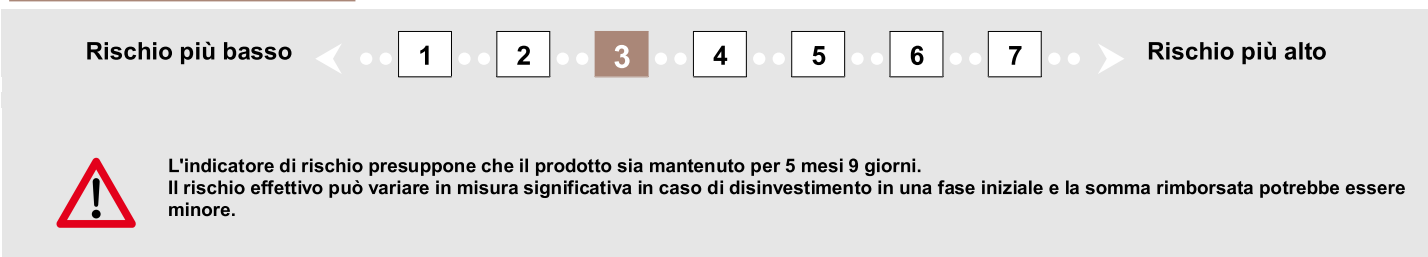 Rischio più basso 1 2 3 4 5 6 7 Rischio più alto
L'indicatore di rischio presuppone che il prodotto sia mantenuto per 5 mesi 9 giorni.
Il rischio effettivo può variare in misura significativa in caso di disinvestimento in una fase iniziale e la somma rimborsata potrebbe essere
minore.